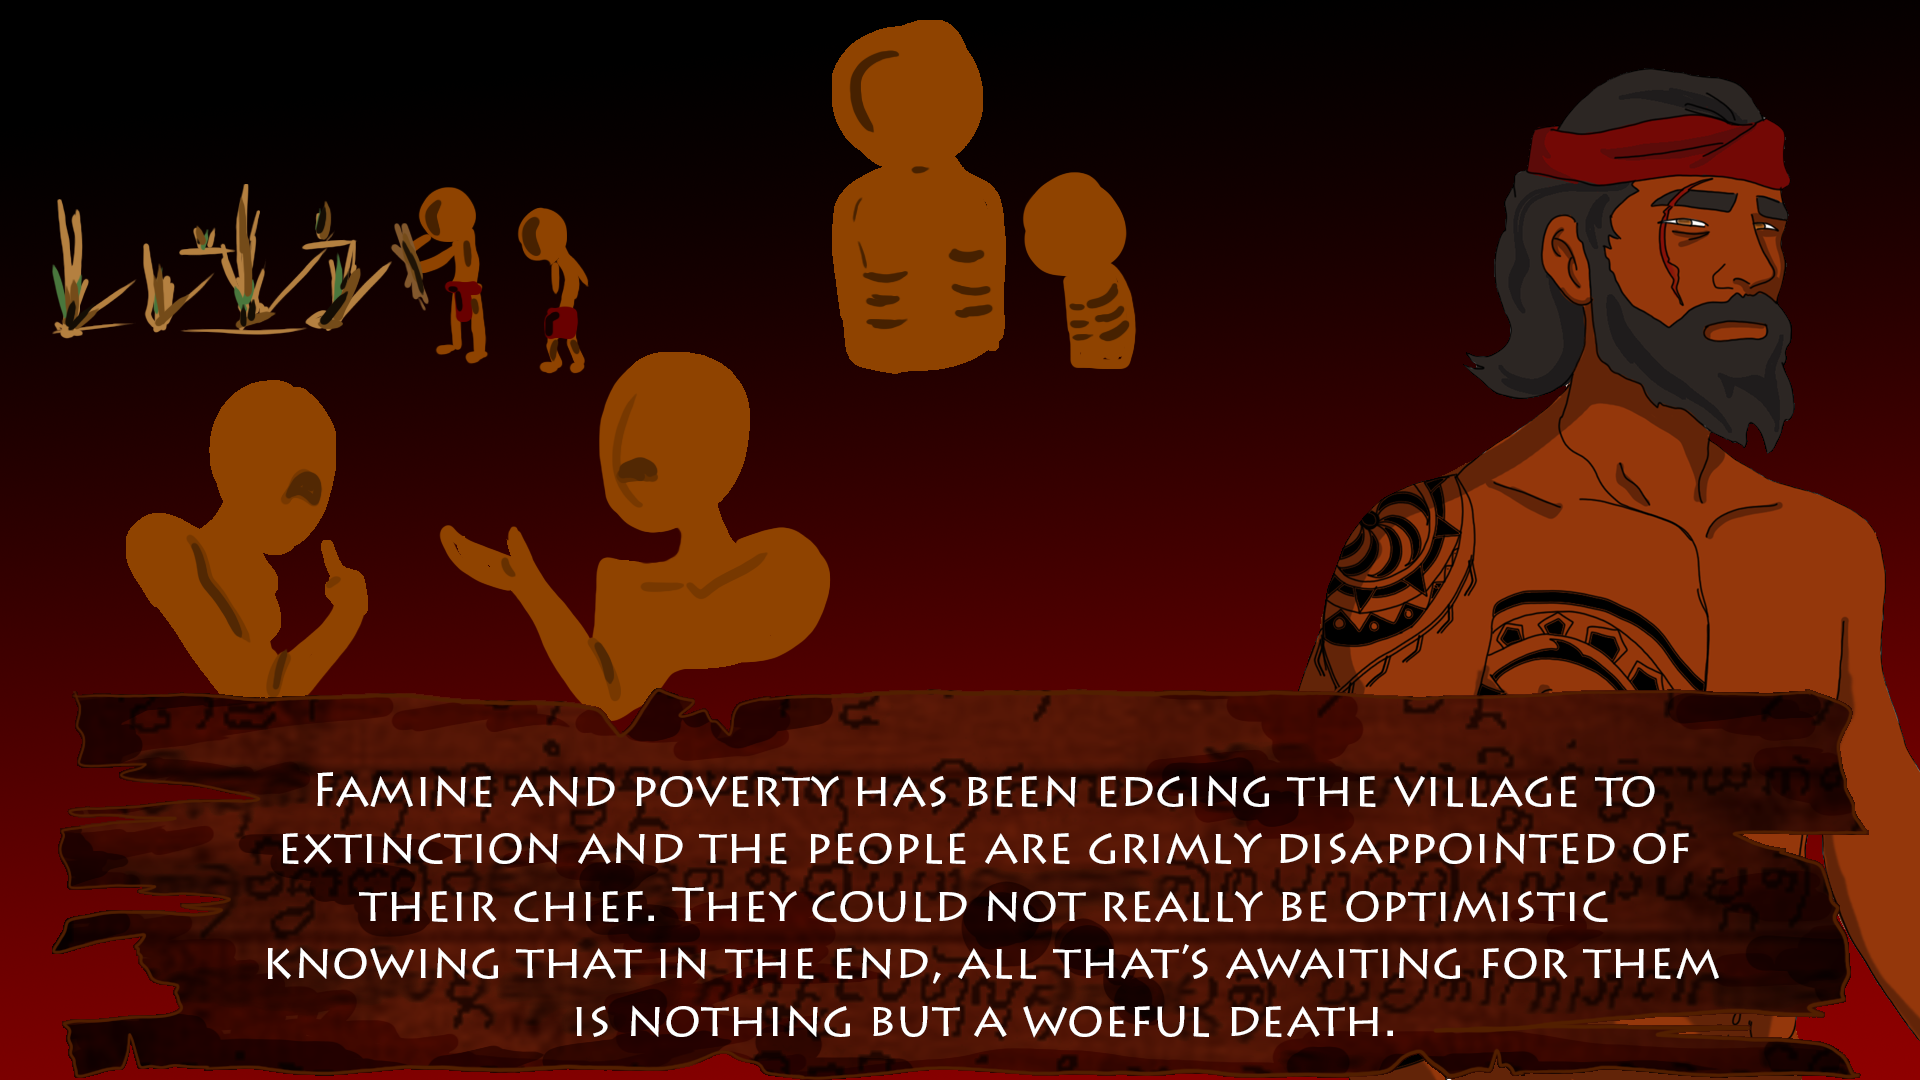 Famine and poverty has been edging the village to
extinction and the people are grimly disappointed of
their chief. They could not really be optimistic
knowing that in the end, all that's awaiting for them
is nothing but a woeful death.